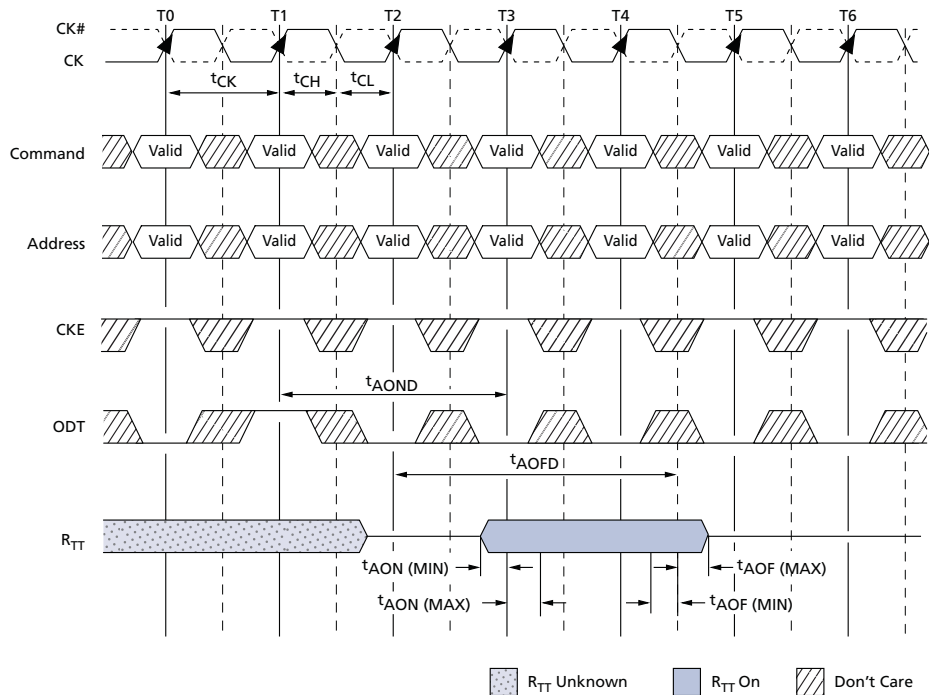 T0 T1 T2 T3 T4 T5 T6
CK#
CK
tCK tCH tCL
Command Valid Valid Valid Valid Valid Valid Valid
Address Valid Valid Valid Valid Valid Valid Valid
CKE
tAOND
ODT
tAOFD
RTT
tAON (MIN) tAOF (MAX)
tAON (MAX) tAOF (MIN)
RTT Unknown RTT On Don't Care